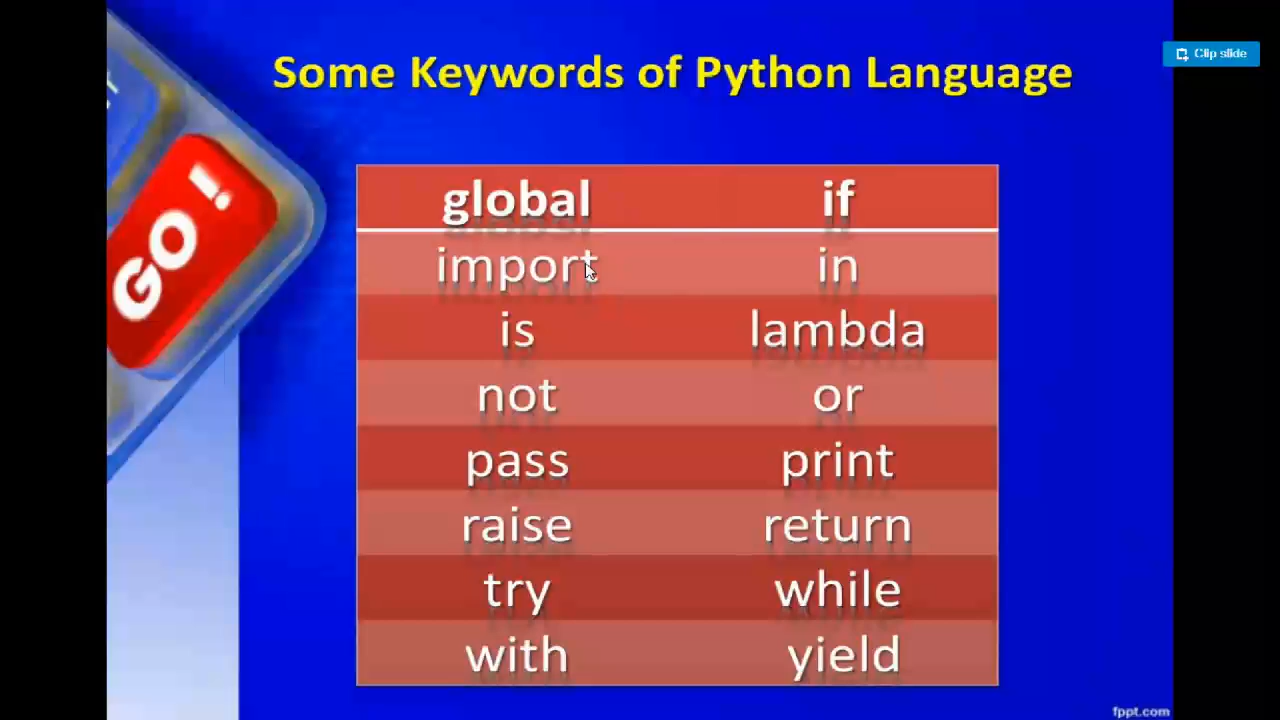 Some Keywords of Python Language
Clip slide
GO!
global if
import in
is lambda
not or
pass print
raise return
try while
with yield
fppt.com